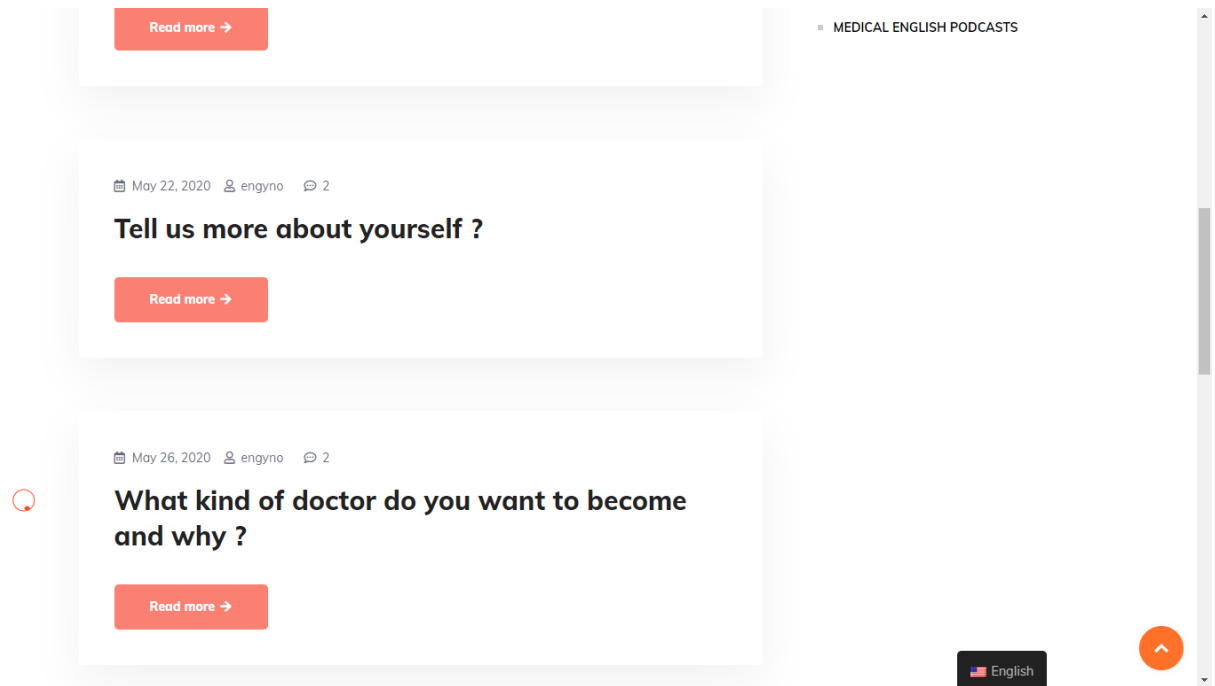 Read more →
MEDICAL ENGLISH PODCASTS
May 22, 2020 engyno 2
Tell us more about yourself ?
Read more →
May 26, 2020 engyno 2
What kind of doctor do you want to become
and why ?
Read more →
English